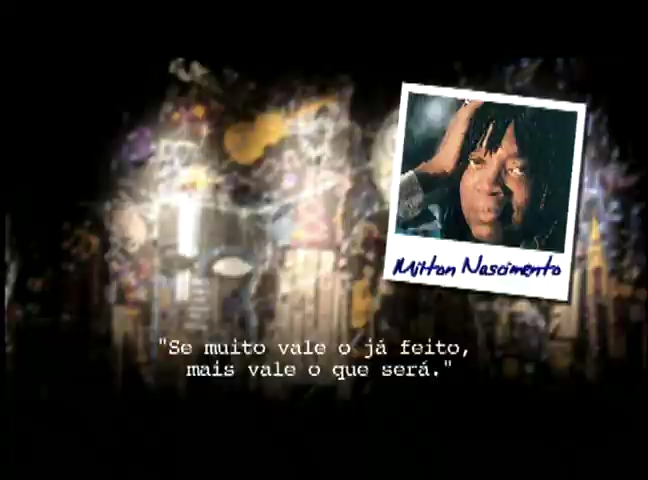 Milton Nascimento
"Se muito vale o já feito,
mais vale o que será."